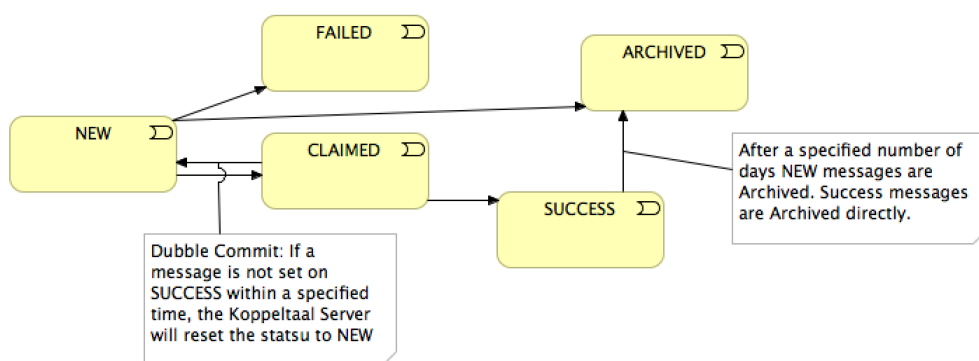 FAILED
ARCHIVED
NEW
CLAIMED
After a specified number of
days NEW messages are
Archived. Success messages
are Archived directly.
SUCCESS
Dubble Commit: If a
message is not set on
SUCCESS within a specified
time, the Koppeltaal Server
will reset the statsu to NEW